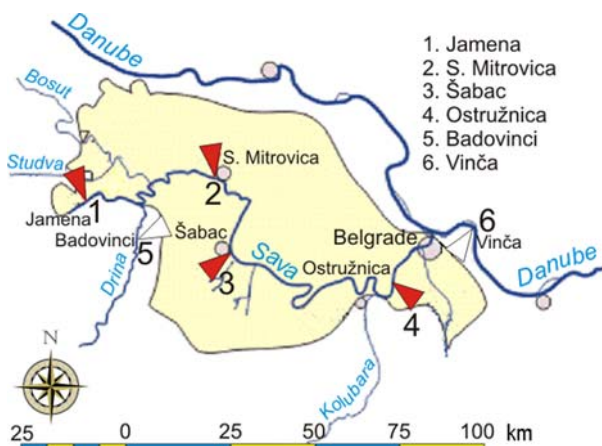 Danube
Bosut
Studva
1. Jamena
2. S. Mitrovica
3. Šabac
4. Ostružnica
5. Badovinci
6. Vinča
S. Mitrovica
2
Jamena
1
Badovinci
5
Šabac
3
Drina
Sava
Belgrade
Ostružnica
4
6
Vinča
Danube
Kolubara
N
25 0 25 50 75 100 km